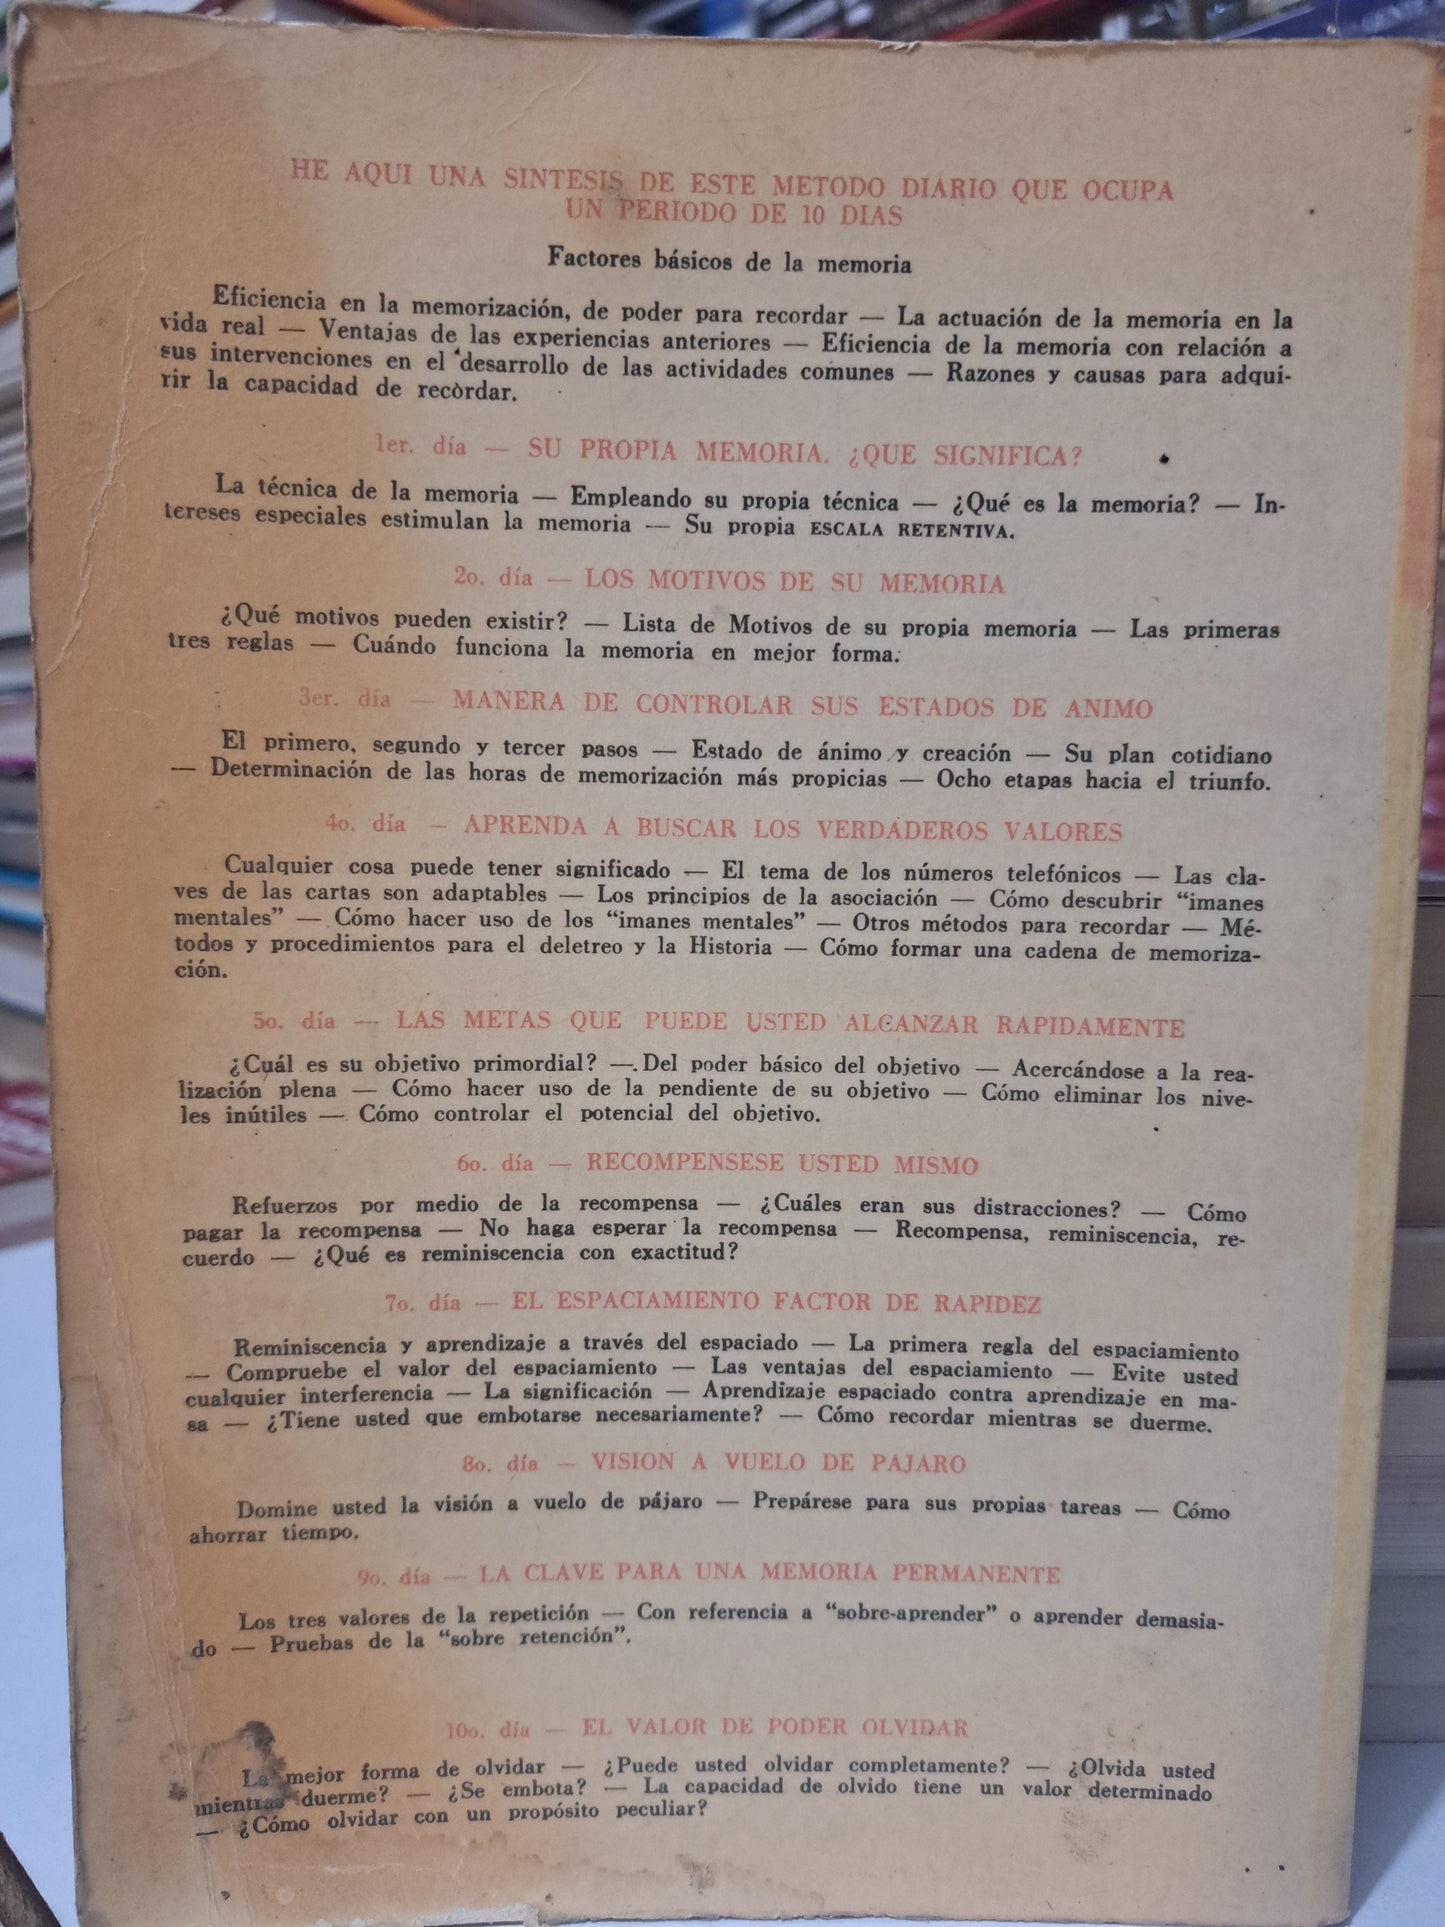 HE AQUI UNA SINTESIS DE ESTE METODO DIARIO QUE OCUPA
UN PERIODO DE 10 DIAS
Factores básicos de la memoria
Eficiencia en la memorización, de poder para recordar — La actuación de la memoria en la
vida real — Ventajas de las experiencias anteriores — Eficiencia de la memoria con relación a
sus intervenciones en el desarrollo de las actividades comunes — Razones y causas para adqui-
rir la capacidad de recordar.
1er. día — SU PROPIA MEMORIA. ¿QUE SIGNIFICA?
La técnica de la memoria — Empleando su propia técnica — ¿Qué es la memoria? — In-
tereses especiales estimulan la memoria — Su propia ESCALA RETENTIVA.
2o. día — LOS MOTIVOS DE SU MEMORIA
¿Qué motivos pueden existir? — Lista de Motivos de su propia memoria — Las primeras
tres reglas — Cuándo funciona la memoria en mejor forma.
3er. día — MANERA DE CONTROLAR SUS ESTADOS DE ANIMO
El primero, segundo y tercer pasos — Estado de ánimo y creación — Su plan cotidiano
— Determinación de las horas de memorización más propicias — Ocho etapas hacia el triunfo.
4o. día — APRENDA A BUSCAR LOS VERDADEROS VALORES
Cualquier cosa puede tener significado — El tema de los números telefónicos — Las cla-
ves de las cartas son adaptables — Los principios de la asociación — Cómo descubrir “imanes
mentales” — Cómo hacer uso de los “imanes mentales” — Otros métodos para recordar — Mé-
todos y procedimientos para el deletreo y la Historia — Cómo formar una cadena de memoriza-
ción.
5o. día — LAS METAS QUE PUEDE USTED ALCANZAR RAPIDAMENTE
¿Cuál es su objetivo primordial? — Del poder básico del objetivo — Acercándose a la rea-
lización plena — Cómo hacer uso de la pendiente de su objetivo — Cómo eliminar los nive-
les inútiles — Cómo controlar el potencial del objetivo.
6o. día — RECOMPENSESE USTED MISMO
Refuerzos por medio de la recompensa — ¿Cuáles eran sus distracciones? — Cómo
pagar la recompensa — No haga esperar la recompensa — Recompensa, reminiscencia, re-
cuerdo — ¿Qué es reminiscencia con exactitud?
7o. día — EL ESPACIAMIENTO FACTOR DE RAPIDEZ
Reminiscencia y aprendizaje a través del espaciado — La primera regla del espaciamiento
— Compruebe el valor del espaciamiento — Las ventajas del espaciamiento — Evite usted
cualquier interferencia — La significación — Aprendizaje espaciado contra aprendizaje en ma-
sa — ¿Tiene usted que embotarse necesariamente? — Cómo recordar mientras se duerme.
8o. día — VISION A VUELO DE PAJARO
Domine usted la visión a vuelo de pájaro — Prepárese para sus propias tareas — Cómo
ahorrar tiempo.
9o. día — LA CLAVE PARA UNA MEMORIA PERMANENTE
Los tres valores de la repetición — Con referencia a “sobre-aprender” o aprender demasia-
do — Pruebas de la “sobre retención”.
10o. día — EL VALOR DE PODER OLVIDAR
La mejor forma de olvidar — ¿Puede usted olvidar completamente? — ¿Olvida usted
mientras duerme? — ¿Se embota? — La capacidad de olvido tiene un valor determinado
— ¿Cómo olvidar con un propósito peculiar?